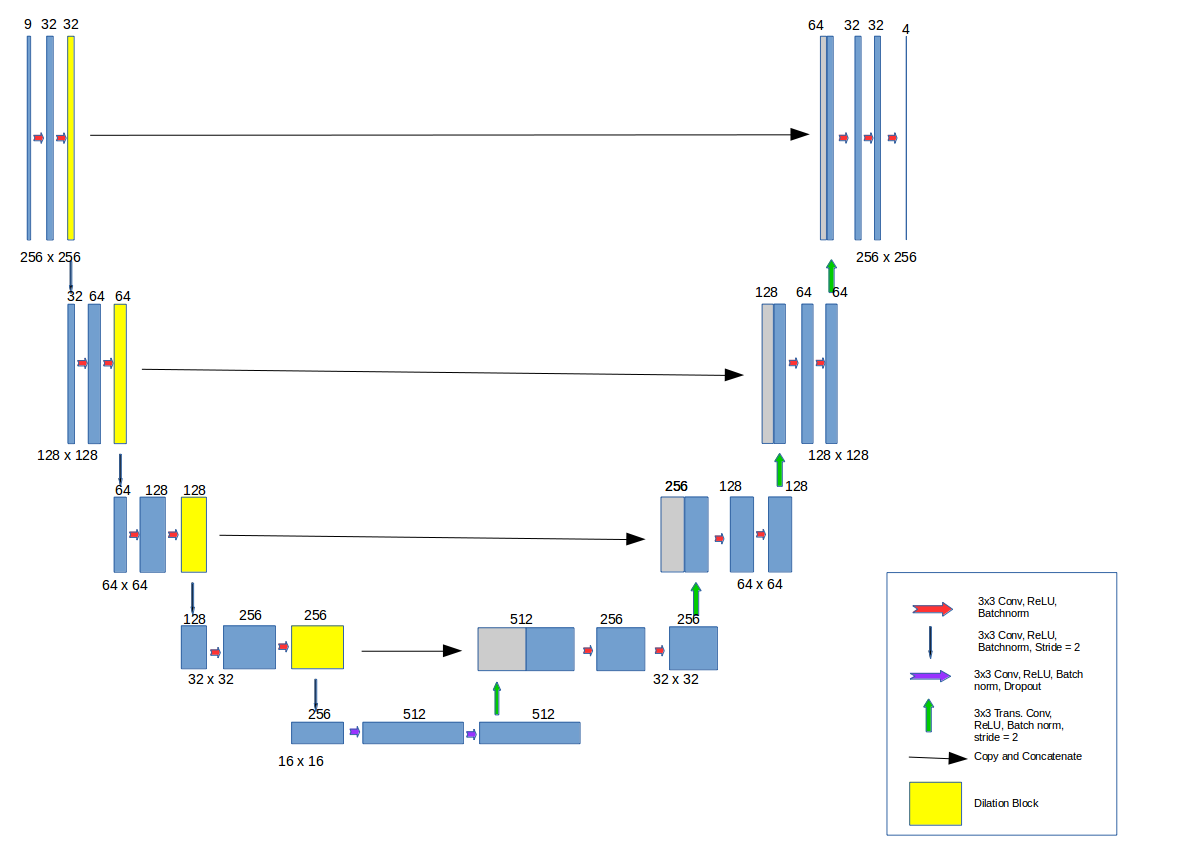 9 32 32
64 32 32 4
256 x 256
256 x 256
32 64 64
128 64 64
128 x 128
128 x 128
64 128 128
256 128 128
64 x 64
64 x 64
128 256 256
512 256 256
32 x 32
32 x 32
256 512 512
16 x 16
3x3 Conv, ReLU,
Batchnorm
3x3 Conv, ReLU,
Batchnorm, Stride = 2
3x3 Conv, ReLU, Batch
norm, Dropout
3x3 Trans. Conv,
ReLU, Batch norm,
stride = 2
Copy and Concatenate
Dilation Block